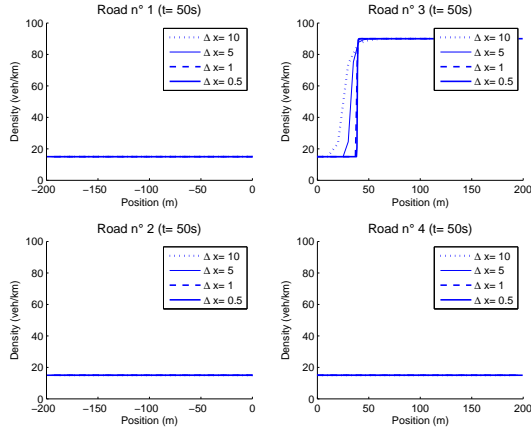 Road n° 1 (t= 50s)
Density (veh/km)
100
80
60
40
20
0
−200
−150
−100
−50
0
Position (m)
Δ x= 10
Δ x= 5
Δ x= 1
Δ x= 0.5
Road n° 3 (t= 50s)
Density (veh/km)
100
80
60
40
20
0
0
50
100
150
200
Position (m)
Δ x= 10
Δ x= 5
Δ x= 1
Δ x= 0.5
Road n° 2 (t= 50s)
Density (veh/km)
100
80
60
40
20
0
−200
−150
−100
−50
0
Position (m)
Δ x= 10
Δ x= 5
Δ x= 1
Δ x= 0.5
Road n° 4 (t= 50s)
Density (veh/km)
100
80
60
40
20
0
0
50
100
150
200
Position (m)
Δ x= 10
Δ x= 5
Δ x= 1
Δ x= 0.5